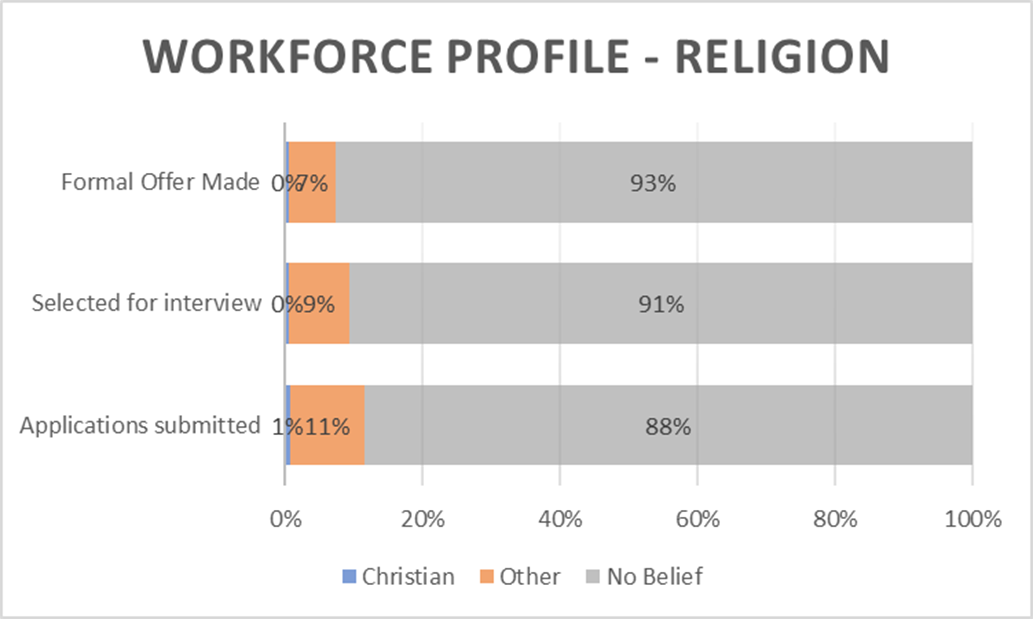 WORKFORCE PROFILE - RELIGION
Formal Offer Made 0% 7% 93%
Selected for interview 0% 9% 91%
Applications submitted 1% 11% 88%
0% 20% 40% 60% 80% 100%
Christian Other No Belief